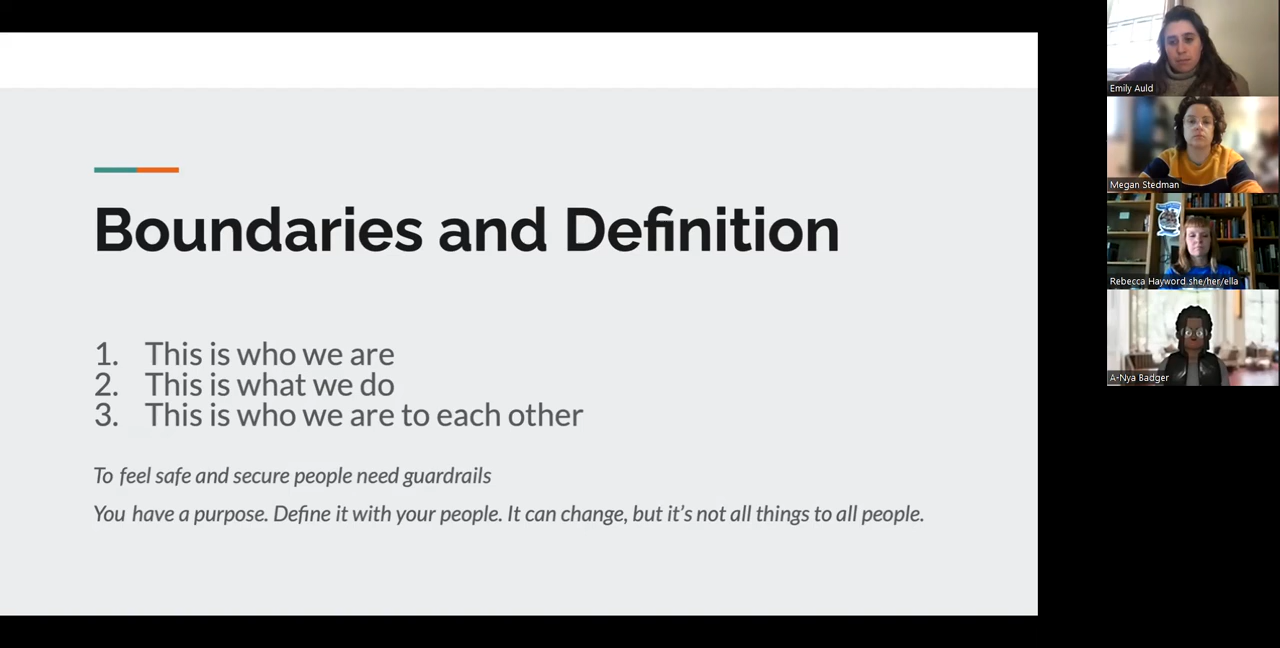 Boundaries and Definition
1. This is who we are
2. This is what we do
3. This is who we are to each other
To feel safe and secure people need guardrails
You have a purpose. Define it with your people. It can change, but it's not all things to all people.
Emily Auld
Megan Stedman
Rebecca Hayword she/her/ella
A-Nya Badger